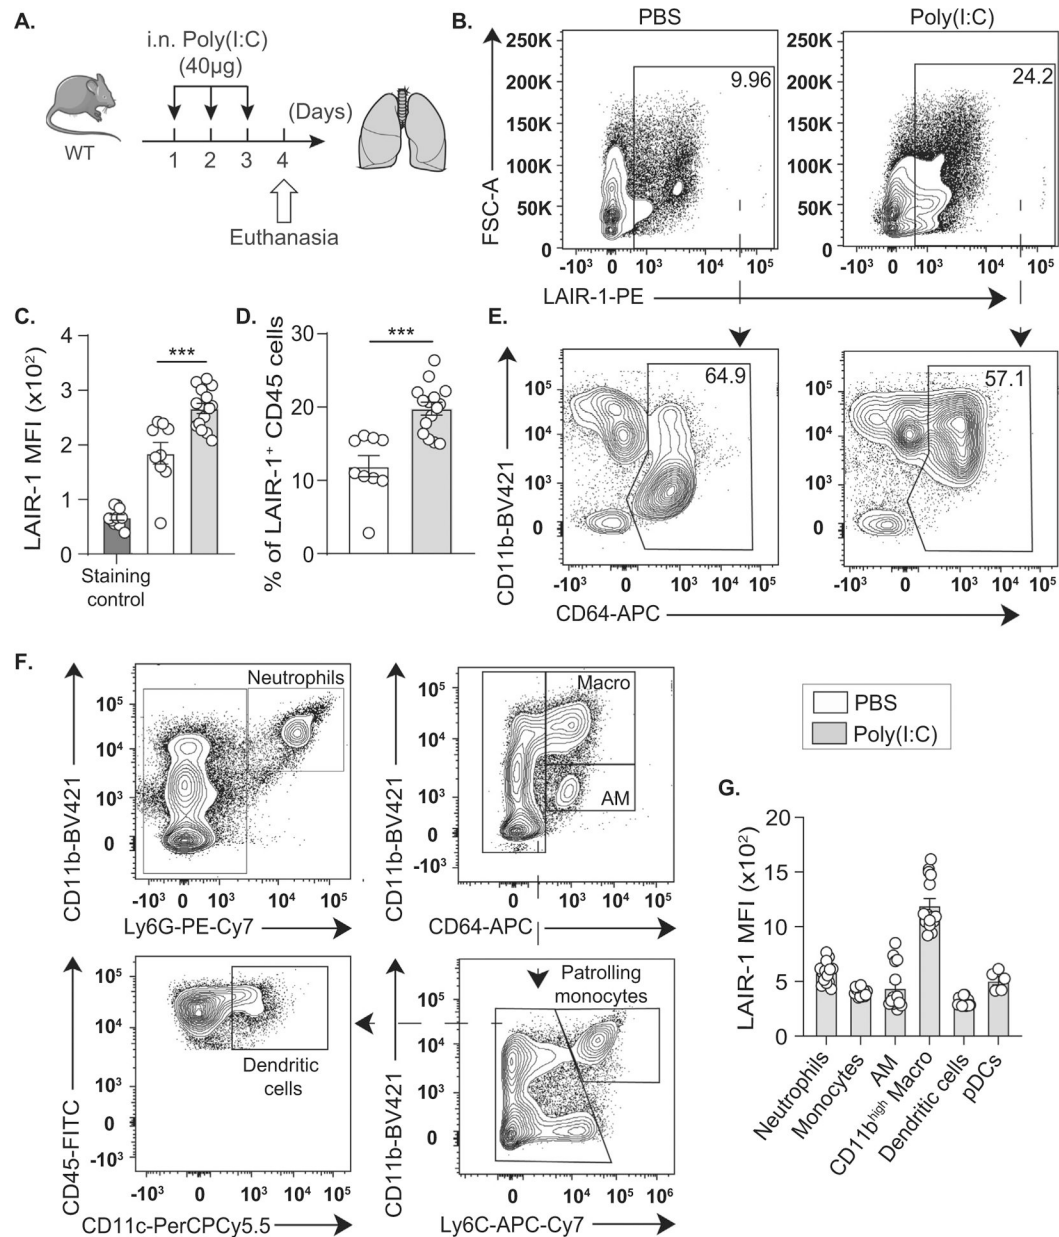 A.
i.n. Poly(I:C)
(40µg)
(Days)
WT
1 2 3 4
Euthanasia
B.
PBS
Poly(I:C)
FSC-A
250K
200K
150K
100K
50K
0
9.96
-10³ 0 10³ 10⁴ 10⁵
250K
200K
150K
100K
50K
0
24.2
-10³ 0 10³ 10⁴ 10⁵
LAIR-1-PE
C.
LAIR-1 MFI (x10²)
4
3
2
1
0
***
Staining
control
D.
% of LAIR-1⁺ CD45 cells
30
20
10
0
***
E.
CD11b-BV421
10⁵
10⁴
10³
0
64.9
-10³ 0 10³ 10⁴ 10⁵
10⁵
10⁴
10³
0
57.1
-10³ 0 10³ 10⁴ 10⁵
CD64-APC
F.
CD11b-BV421
10⁵
10⁴
10³
0
Neutrophils
-10³ 0 10³ 10⁴ 10⁵
Ly6G-PE-Cy7
CD11b-BV421
10⁵
10⁴
10³
0
-10³
Macro
AM
-10³ 0 10³ 10⁴ 10⁵
CD64-APC
CD45-FITC
10⁵
10⁴
10³
0
-10³
Dendritic
cells
-10³ 0 10³ 10⁴ 10⁵
CD11c-PerCPCy5.5
Patrolling
monocytes
CD11b-BV421
10⁵
10⁴
10³
0
0 10³ 10⁴ 10⁵ 10⁶
Ly6C-APC-Cy7
PBS
Poly(I:C)
G.
LAIR-1 MFI (x10²)
20
15
10
5
0
Neutrophils
Monocytes
AM
CD11bʰⁱᵍʰ Macro
Dendritic cells
pDCs